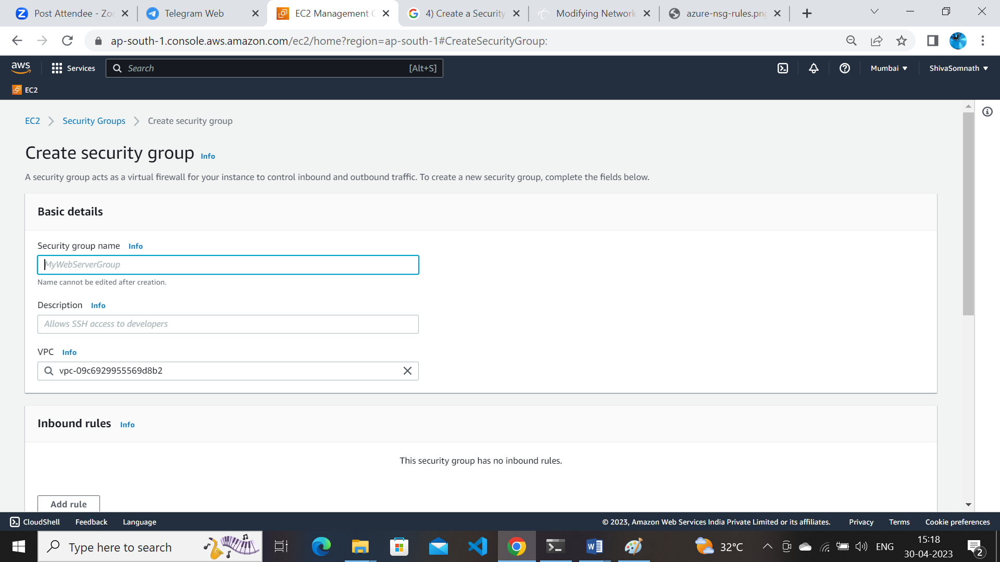 Post Attendee - Zoo
Telegram Web
EC2 Management C
4) Create a Security
Modifying Network
azure-nsg-rules.png
ap-south-1.console.aws.amazon.com/ec2/home?region=ap-south-1#CreateSecurityGroup:
aws
Services
Search
[Alt+S]
Mumbai
ShivaSomnath
EC2
EC2
Security Groups
Create security group
Create security group Info
A security group acts as a virtual firewall for your instance to control inbound and outbound traffic. To create a new security group, complete the fields below.
Basic details
Security group name Info
MyWebServerGroup
Name cannot be edited after creation.
Description Info
Allows SSH access to developers
VPC Info
vpc-09c6929955569d8b2
Inbound rules Info
This security group has no inbound rules.
Add rule
CloudShell
Feedback
Language
© 2023, Amazon Web Services India Private Limited or its affiliates.
Privacy
Terms
Cookie preferences
Type here to search
32°C
ENG
15:18
30-04-2023
2